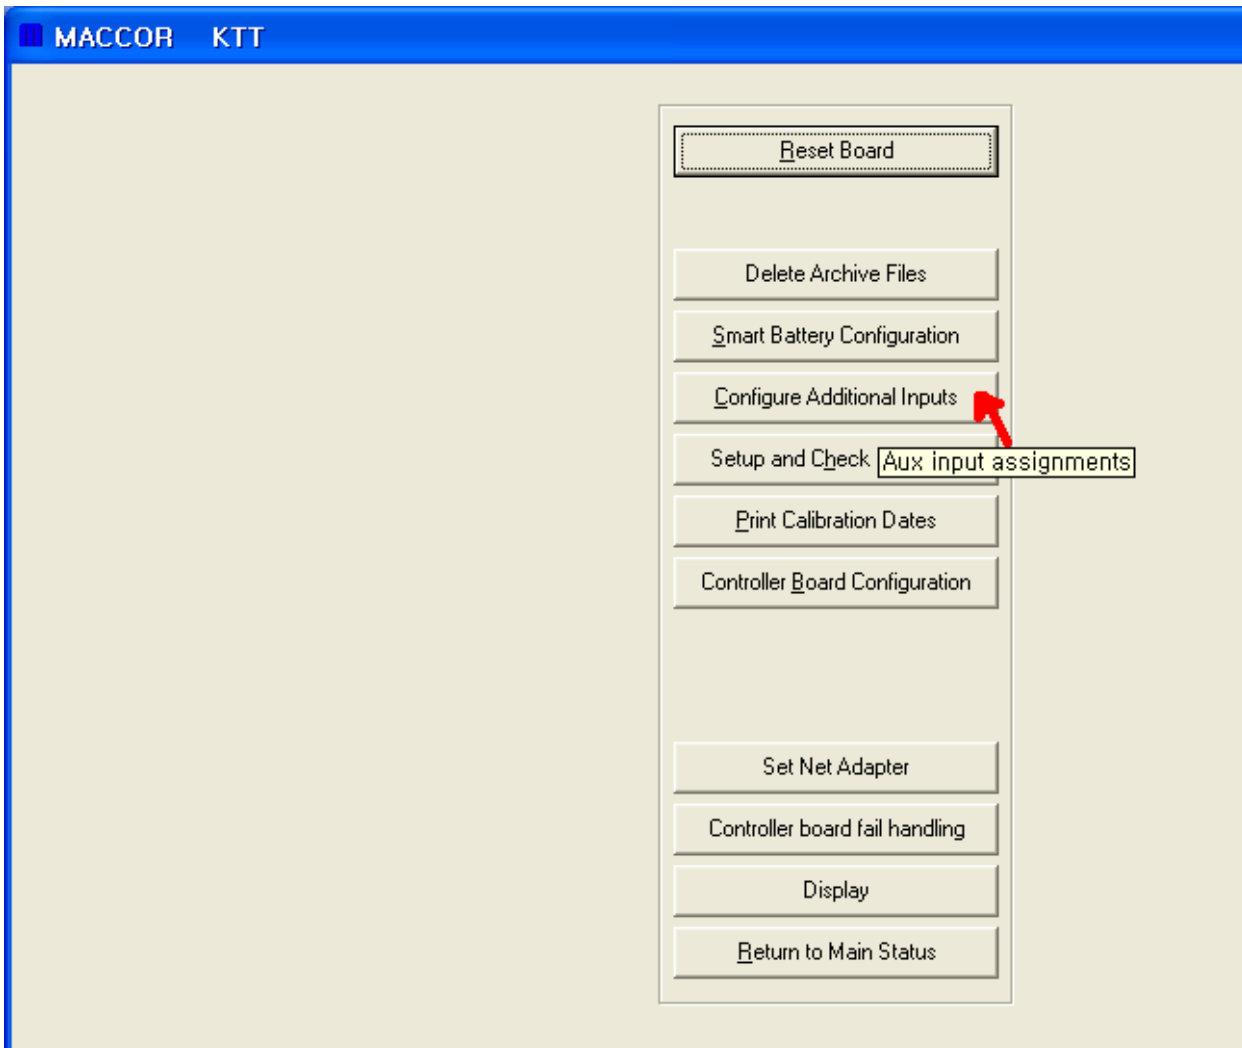 MACCOR KTT
Reset Board
Delete Archive Files
Smart Battery Configuration
Configure Additional Inputs
Setup and Check
Aux input assignments
Print Calibration Dates
Controller Board Configuration
Set Net Adapter
Controller board fail handling
Display
Return to Main Status